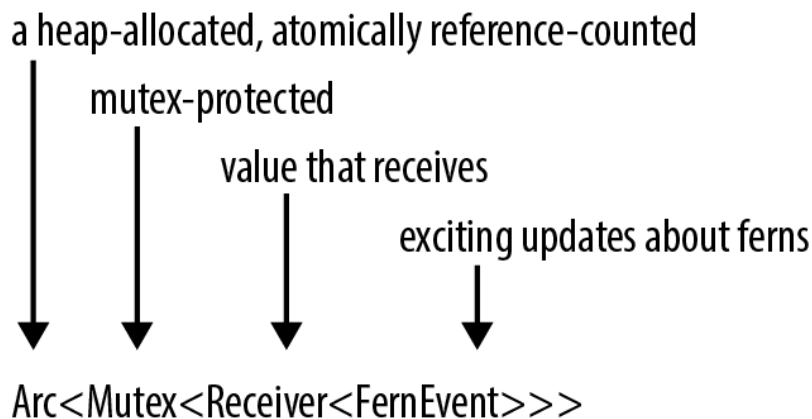 a heap-allocated, atomically reference-counted
mutex-protected
value that receives
exciting updates about ferns
Arc<Mutex<Receiver<FernEvent>>>